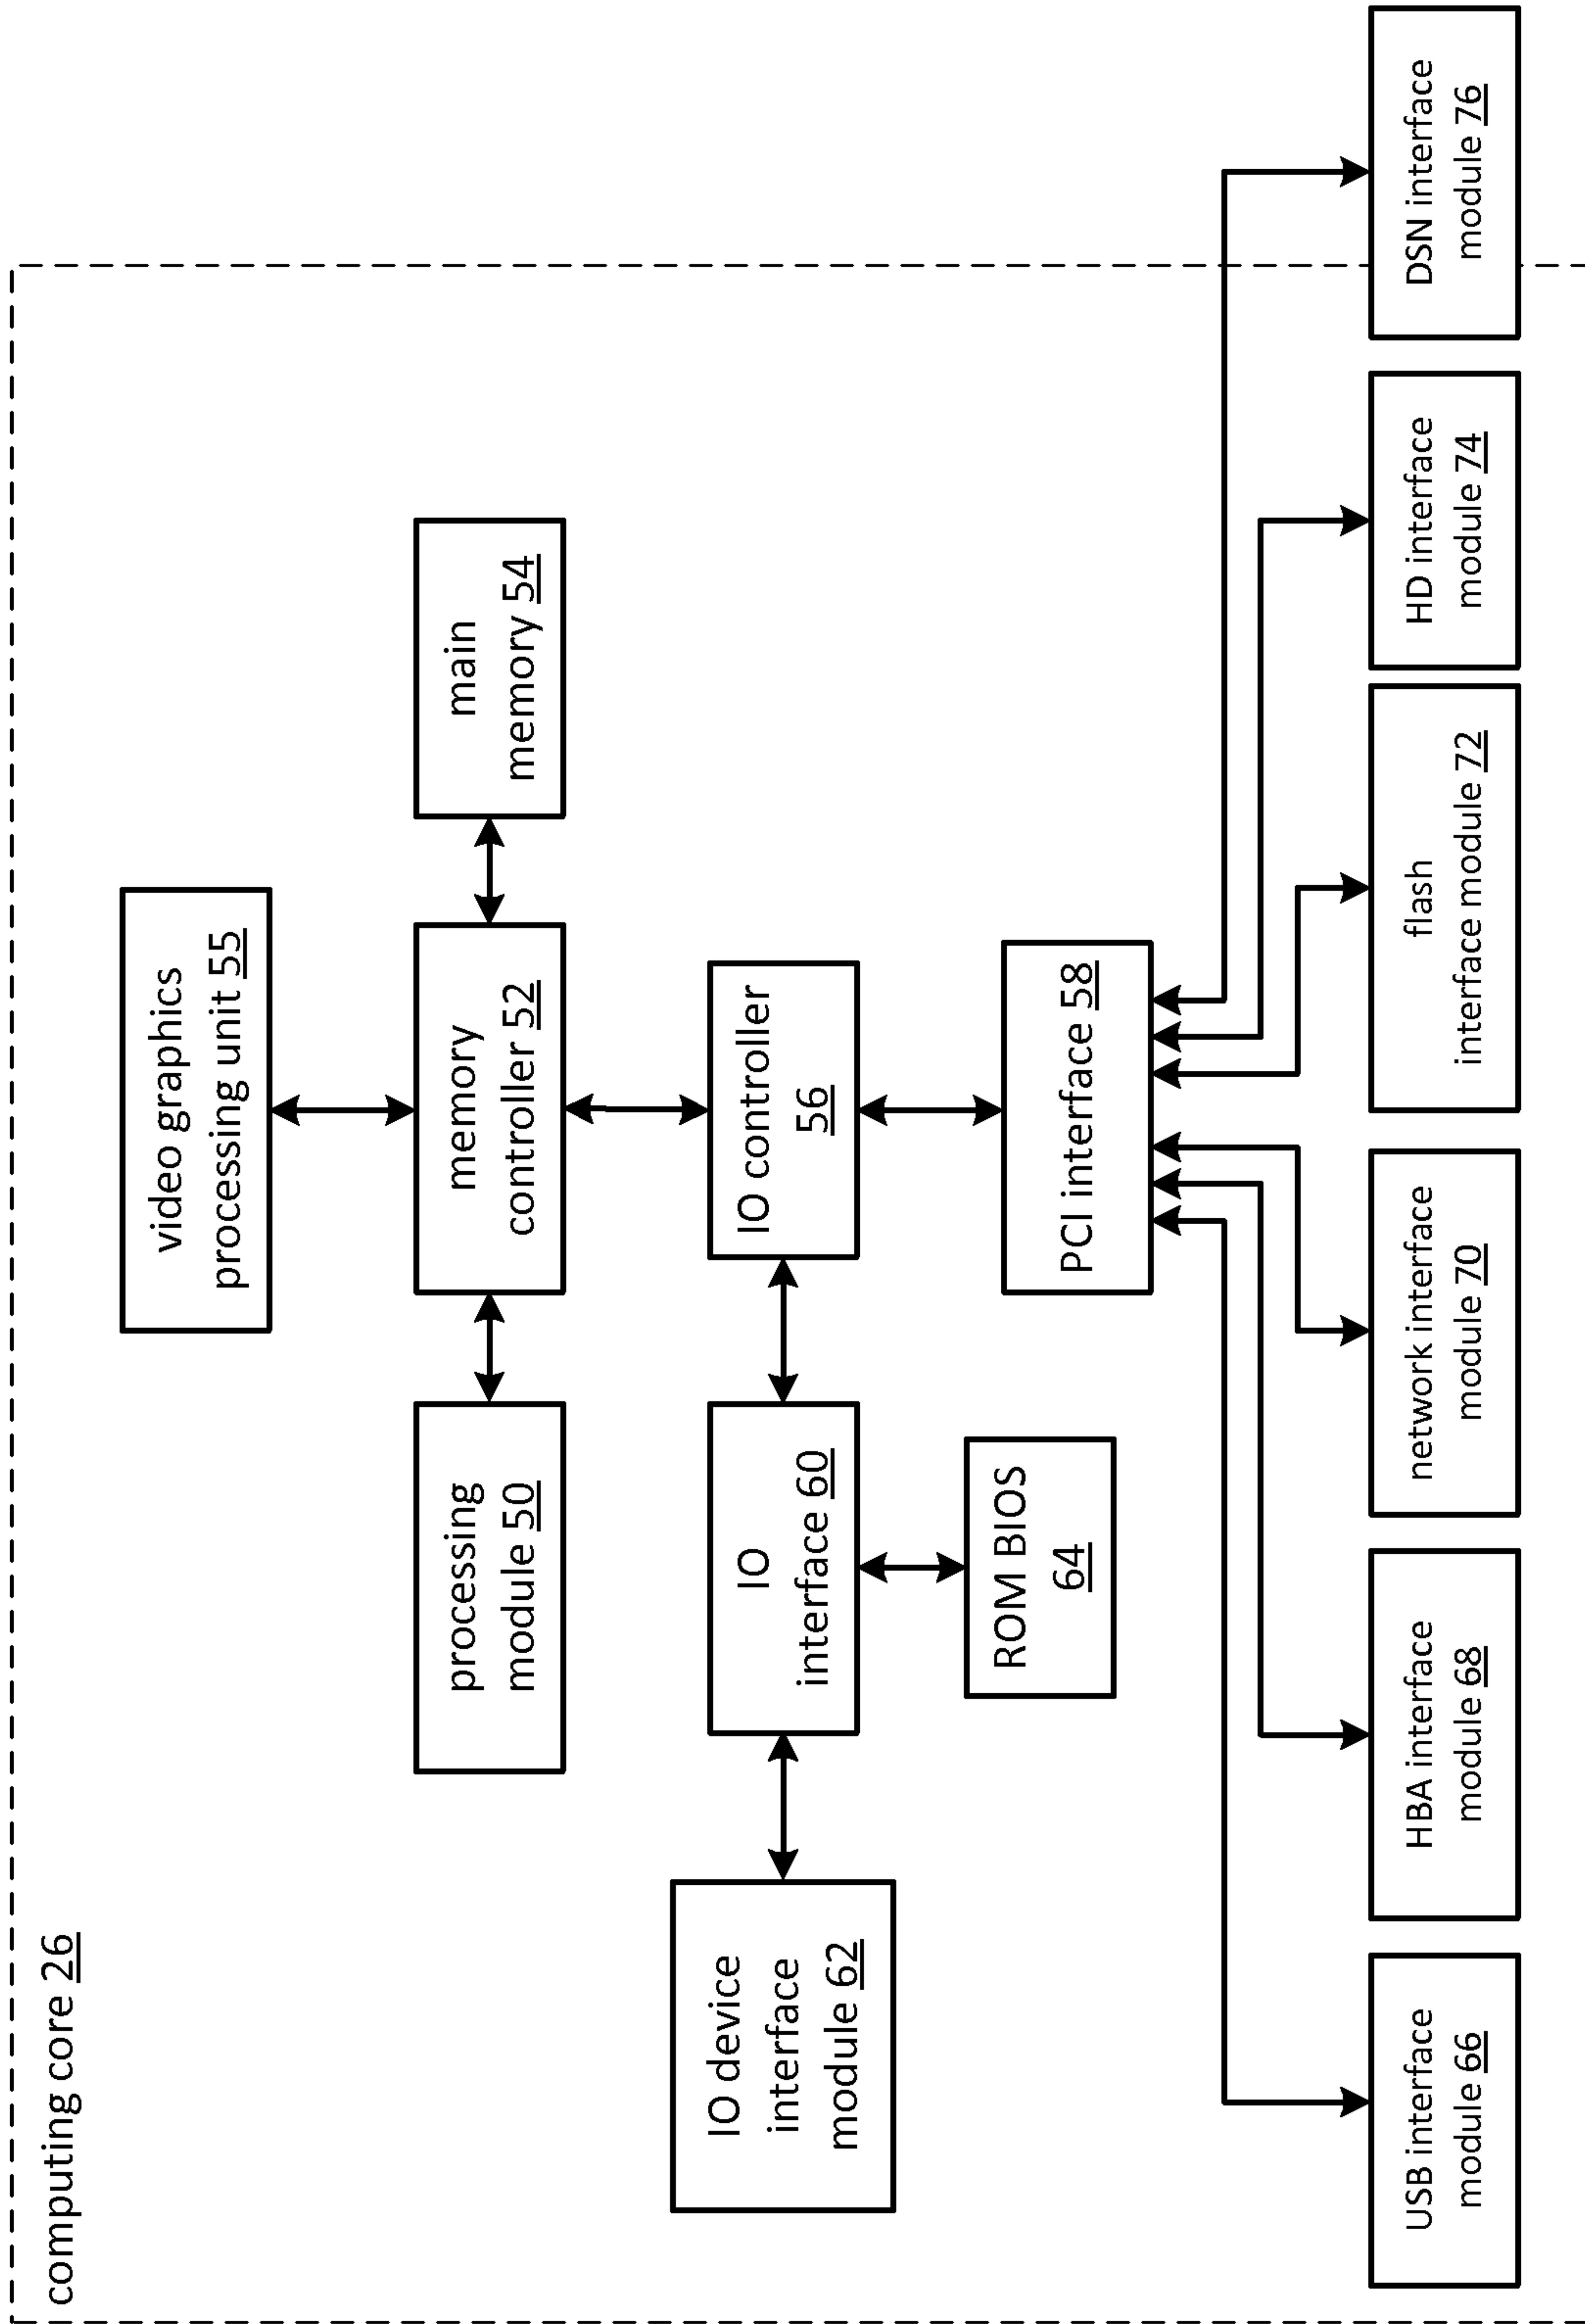 computing core 26
video graphics
processing unit 55
processing
module 50
memory
controller 52
main
memory 54
IO device
interface
module 62
IO
interface 60
IO controller
56
ROM BIOS
64
PCI interface 58
USB interface
module 66
HBA interface
module 68
network interface
module 70
flash
interface module 72
HD interface
module 74
DSN interface
module 76